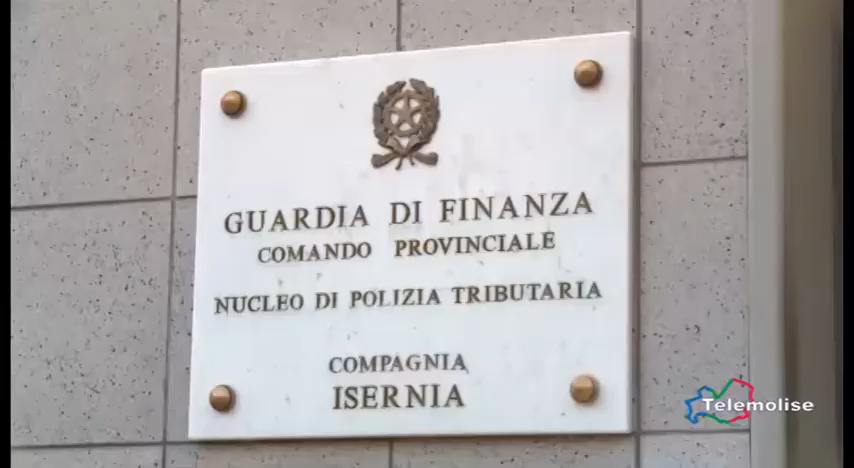 GUARDIA DI FINANZA
COMANDO PROVINCIALE
NUCLEO DI POLIZIA TRIBUTARIA
COMPAGNIA
ISERNIA
Telemolise